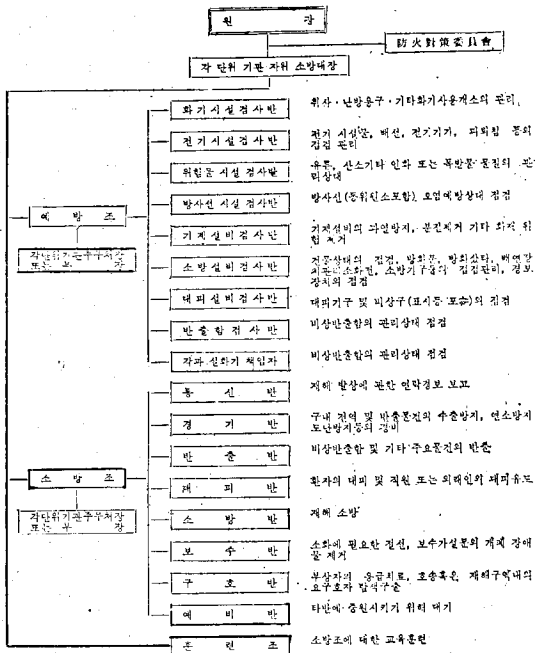 원 장
防火對策委員會
각 단위 기관 자위 소방대장
예 방 조
각단위기관주무처장
또는 부 장
화기시설검사반
취사·난방용구·기타화기사용개소의 관리
전기시설검사반
전기 시설물, 배선, 전기기기, 피뢰침 등의
점검 관리
위험물 시설 검사반
유류, 산소기타 인화 또는 폭발물 물질의 관
리상태
방사선 시설 검사반
방사선(동위원소포함) 오염예방상태 점검
기계설비검사반
기계설비의 과열방지, 분진제거 기타 화재 위
험 제거
소방설비검사반
건물상태의 점검, 방화문, 방화샷타,
소방기구등의 점검관리, 경보
장치의 점검
대피설비검사반
대피기구 및 비상구(표시등 포함)의 점검
반출함검사반
비상반출함의 관리상태 점검
각과 실화기 책임자
비상반출함의 관리상태 점검
소 방 조
각단위기관주무처장
또는 부 장
통 신 반
재해 발생에 관한 연락경보 보고
경 기 반
구내 전역 및 반출물건의 수출방지, 연소방지
도난방지등의 경비
반 출 반
비상반출함 및 기타 주요물건의 반출
대 피 반
환자의 대피 및 직원 또는 외래인의 대피유도
소 방 반
재해 소방
보 수 반
소화에 필요한 전선, 보수가설물의 개폐 장애
물 제거
구 호 반
부상자의 응급치료, 호송혹은 재해구역내의
요구호자 탐색구출
예 비 반
타반에 증원시키기 위해 대기
훈 련 조
소방조에 대한 교육훈련